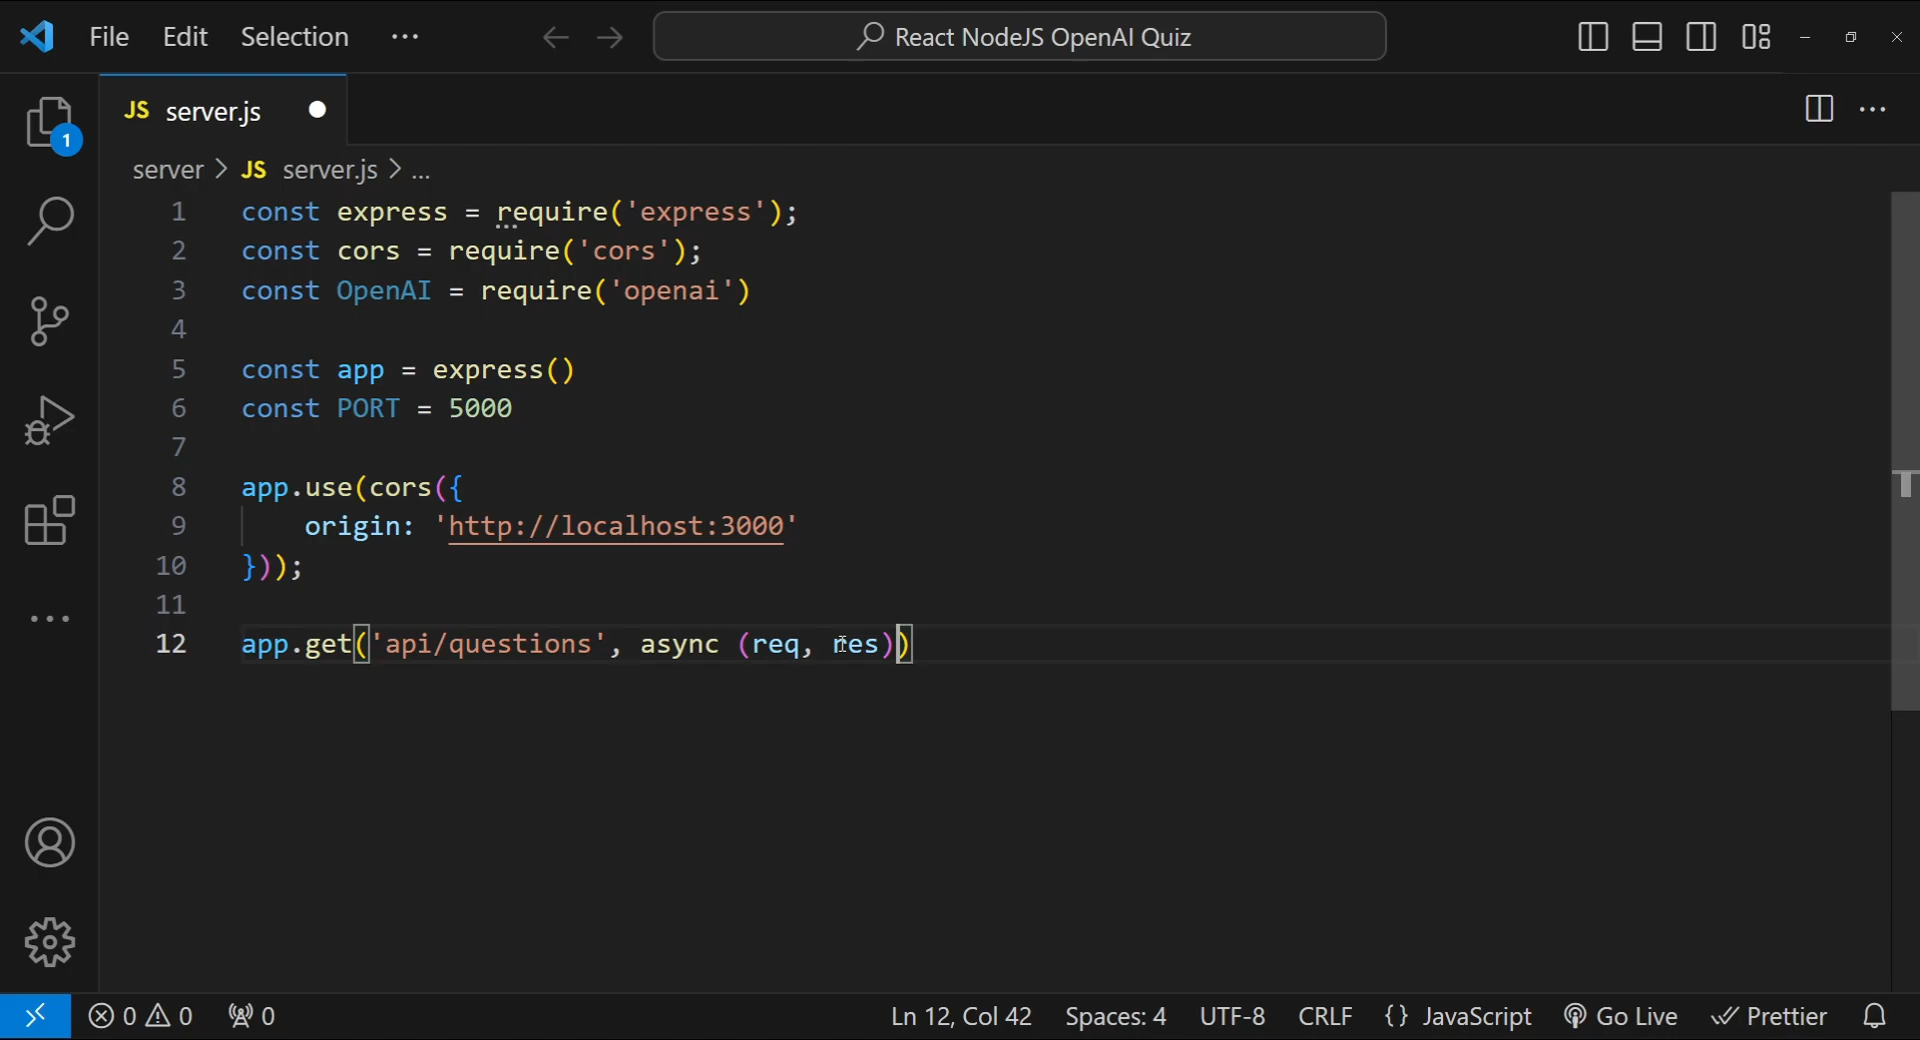 File Edit Selection ··· React NodeJS OpenAI Quiz
1
JS server.js
server > JS server.js > ...
1 const express = require('express');
2 const cors = require('cors');
3 const OpenAI = require('openai')
4
5 const app = express()
6 const PORT = 5000
7
8 app.use(cors({
9 origin: 'http://localhost:3000'
10 }));
11
12 app.get('api/questions', async (req, res))
0 0 0 Ln 12, Col 42 Spaces: 4 UTF-8 CRLF {} JavaScript Go Live Prettier